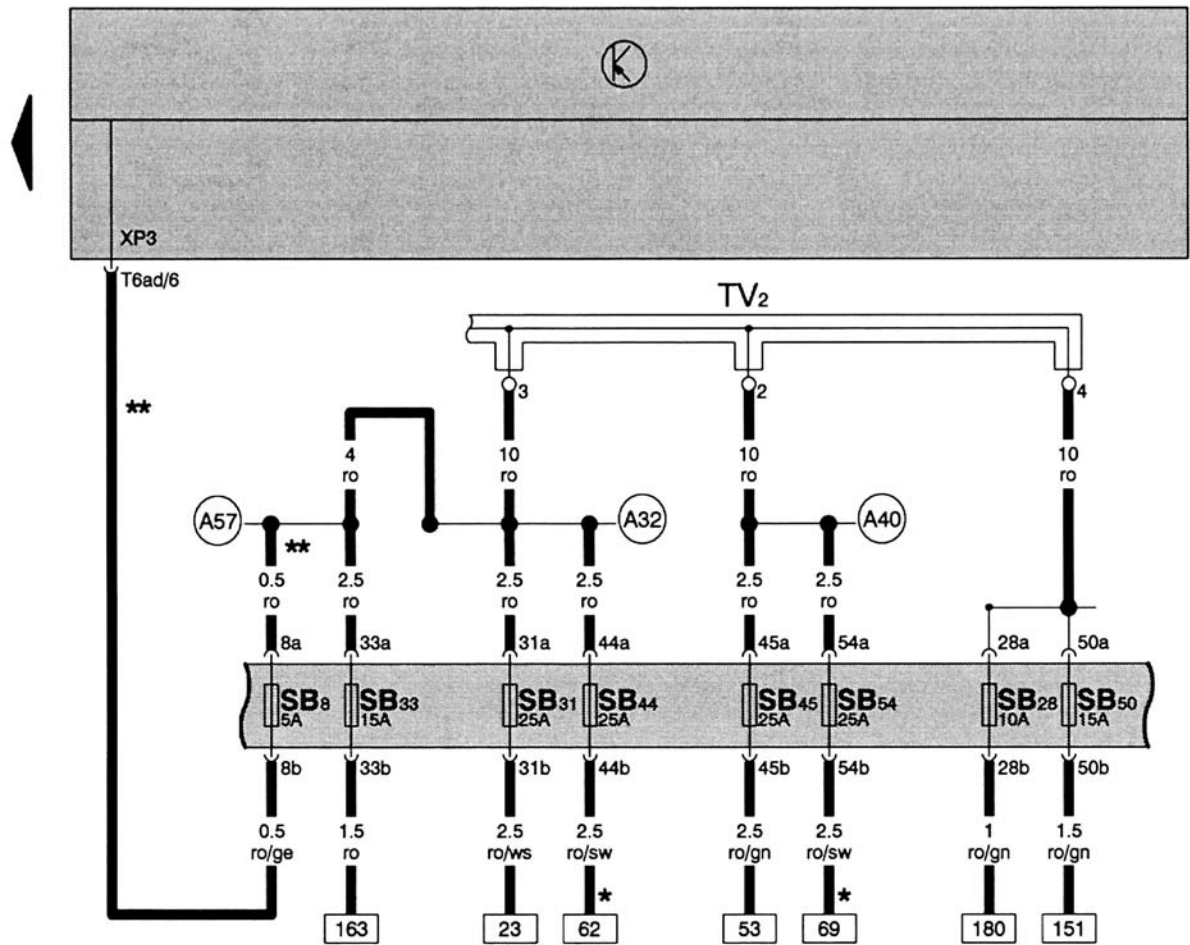 XP3
T6ad/6
TV2
3 2 4
**
4 10 10 10
ro ro ro ro
A57 A32 A40
**
0.5 2.5 2.5 2.5 2.5 2.5
ro ro ro ro ro ro
8a 33a 31a 44a 45a 54a 28a 50a
SB8 SB33 SB31 SB44 SB45 SB54 SB28 SB50
5A 15A 25A 25A 25A 25A 10A 15A
8b 33b 31b 44b 45b 54b 28b 50b
0.5 1.5 2.5 2.5 2.5 2.5 1 1.5
ro/ge ro ro/ws ro/sw ro/gn ro/sw ro/gn ro/gn
* *
163 23 62 53 69 180 151